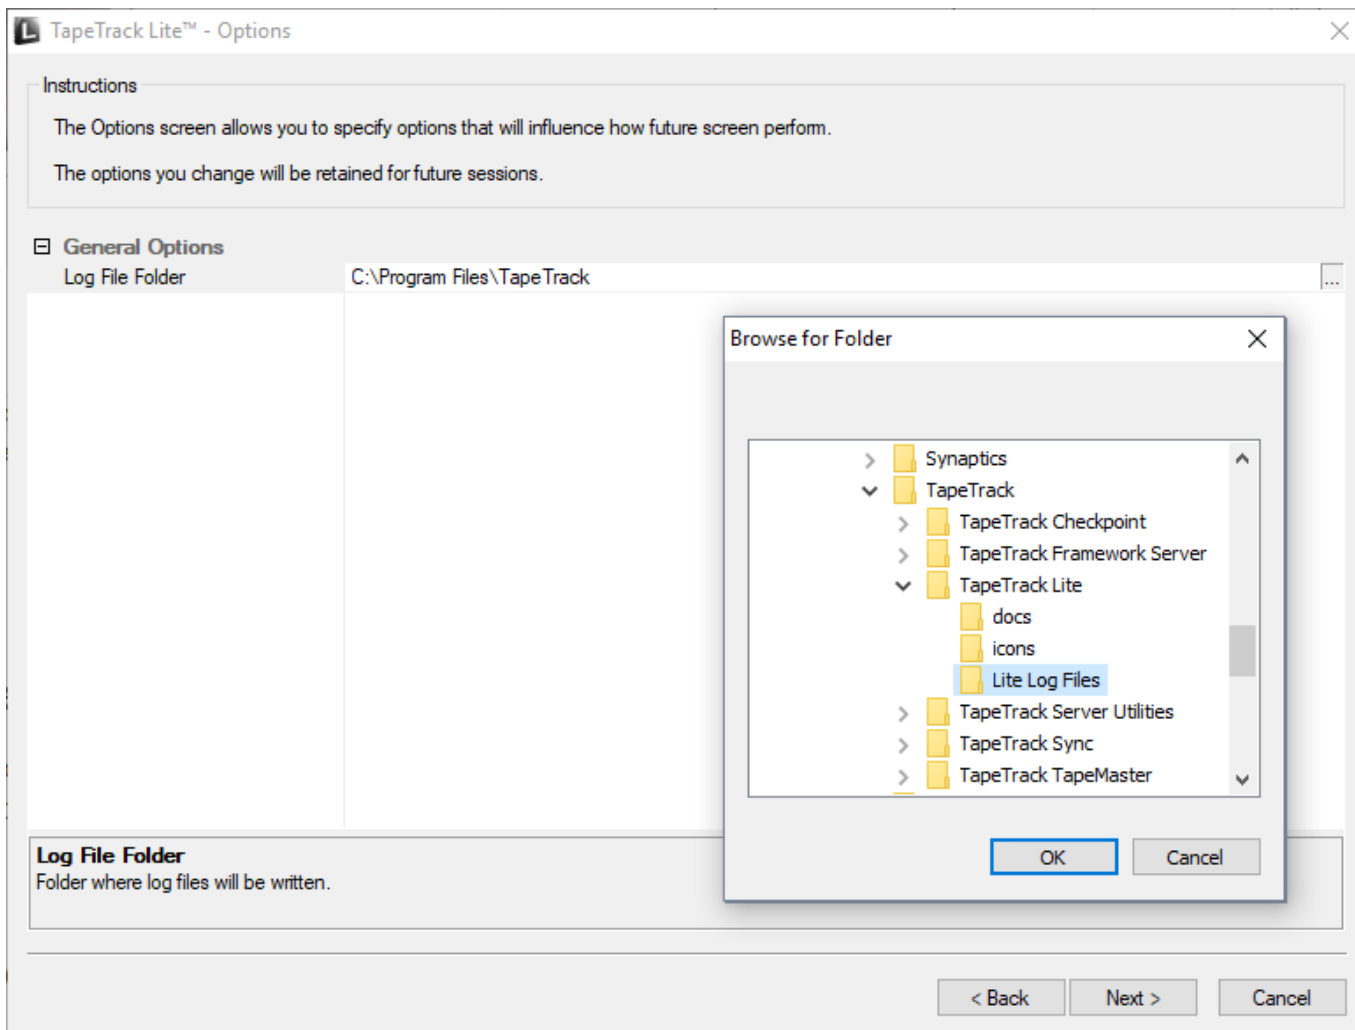 TapeTrack Lite™ - Options
Instructions
The Options screen allows you to specify options that will influence how future screen perform.
The options you change will be retained for future sessions.
General Options
Log File Folder C:\Program Files\TapeTrack ...
Browse for Folder
Synaptics
TapeTrack
TapeTrack Checkpoint
TapeTrack Framework Server
TapeTrack Lite
docs
icons
Lite Log Files
TapeTrack Server Utilities
TapeTrack Sync
TapeTrack TapeMaster
OK Cancel
Log File Folder
Folder where log files will be written.
< Back Next > Cancel